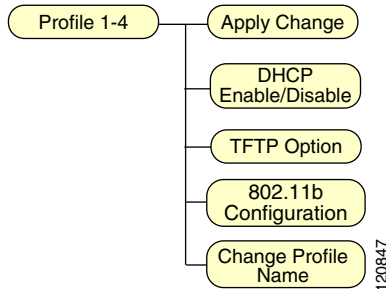 Profile 1-4
Apply Change
DHCP
Enable/Disable
TFTP Option
802.11b
Configuration
Change Profile
Name
120847